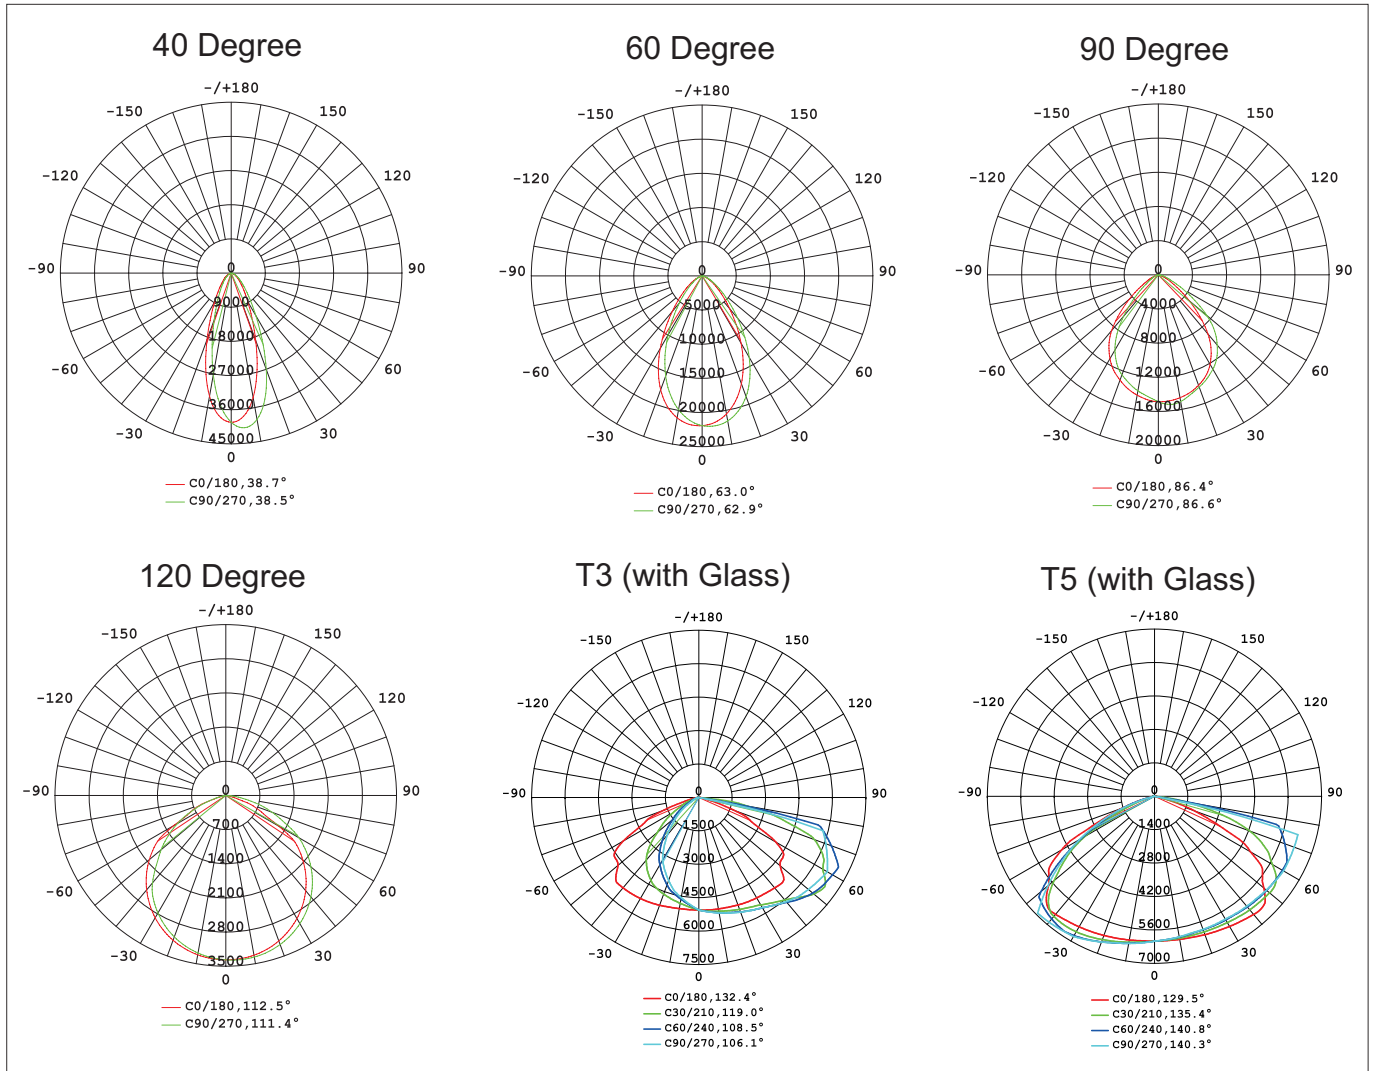 40 Degree
-/+180
-150 150
-120 120
-90 0 90
9000
18000
27000
-60 60
36000
-30 30
45000
0
C0/180,38.7°
C90/270,38.5°
60 Degree
-/+180
-150 150
-120 120
-90 0 90
5000
10000
-60 15000 60
20000
-30 30
25000
0
C0/180,63.0°
C90/270,62.9°
90 Degree
-/+180
-150 150
-120 120
-90 0 90
4000
8000
-60 12000 60
16000
-30 30
20000
0
C0/180,86.4°
C90/270,86.6°
120 Degree
-/+180
-150 150
-120 120
-90 0 90
700
1400
-60 2100 60
2800
-30 3500 30
0
C0/180,112.5°
C90/270,111.4°
T3 (with Glass)
-/+180
-150 150
-120 120
-90 0 90
1500
3000
-60 4500 60
6000
-30 7500 30
0
C0/180,132.4°
C30/210,119.0°
C60/240,108.5°
C90/270,106.1°
T5 (with Glass)
-/+180
-150 150
-120 120
-90 0 90
1400
2800
-60 4200 60
5600
-30 7000 30
0
C0/180,129.5°
C30/210,135.4°
C60/240,140.8°
C90/270,140.3°